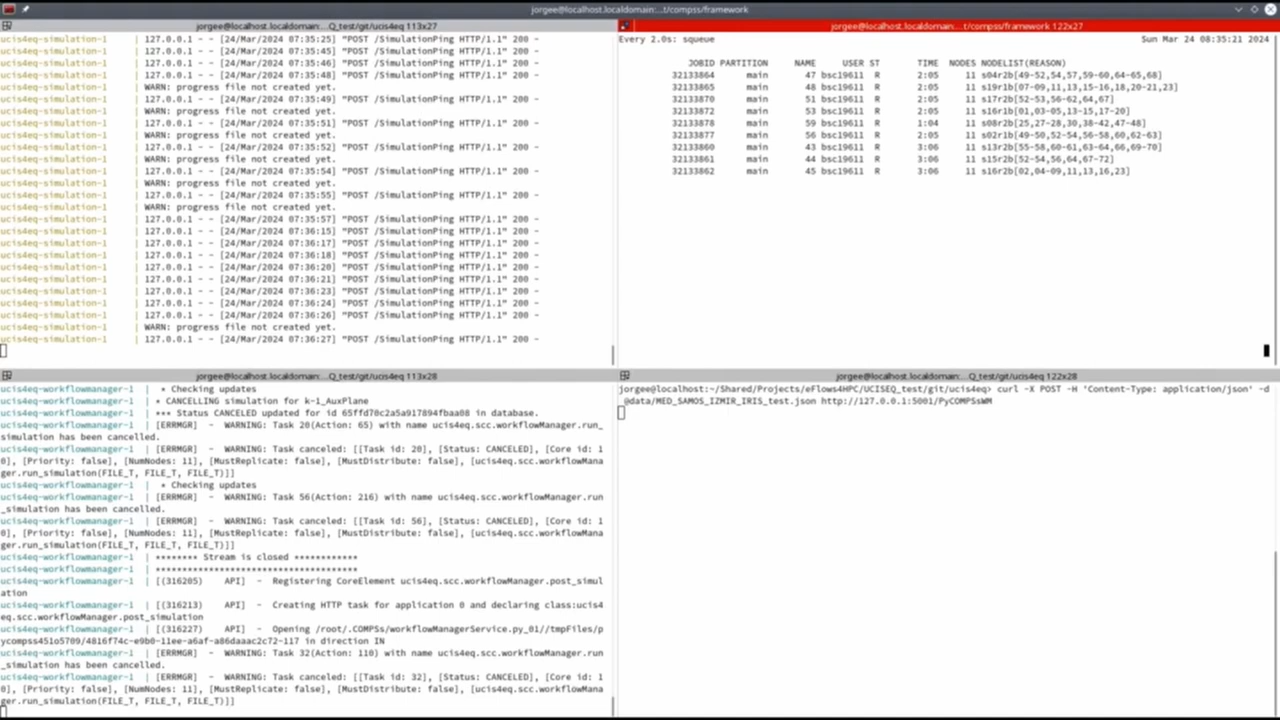 jorgee@localhost.localdomain:...t/compss/framework
jorgee@localhost.localdomain:...Q_test/git/ucis4eq 113x27
ucis4eq-simulation-1     | 127.0.0.1 - - [24/Mar/2024 07:35:25] "POST /SimulationPing HTTP/1.1" 200 -
ucis4eq-simulation-1     | 127.0.0.1 - - [24/Mar/2024 07:35:45] "POST /SimulationPing HTTP/1.1" 200 -
ucis4eq-simulation-1     | 127.0.0.1 - - [24/Mar/2024 07:35:46] "POST /SimulationPing HTTP/1.1" 200 -
ucis4eq-simulation-1     | 127.0.0.1 - - [24/Mar/2024 07:35:48] "POST /SimulationPing HTTP/1.1" 200 -
ucis4eq-simulation-1     | WARN: progress file not created yet.
ucis4eq-simulation-1     | 127.0.0.1 - - [24/Mar/2024 07:35:49] "POST /SimulationPing HTTP/1.1" 200 -
ucis4eq-simulation-1     | WARN: progress file not created yet.
ucis4eq-simulation-1     | 127.0.0.1 - - [24/Mar/2024 07:35:51] "POST /SimulationPing HTTP/1.1" 200 -
ucis4eq-simulation-1     | WARN: progress file not created yet.
ucis4eq-simulation-1     | 127.0.0.1 - - [24/Mar/2024 07:35:52] "POST /SimulationPing HTTP/1.1" 200 -
ucis4eq-simulation-1     | WARN: progress file not created yet.
ucis4eq-simulation-1     | 127.0.0.1 - - [24/Mar/2024 07:35:54] "POST /SimulationPing HTTP/1.1" 200 -
ucis4eq-simulation-1     | WARN: progress file not created yet.
ucis4eq-simulation-1     | 127.0.0.1 - - [24/Mar/2024 07:35:55] "POST /SimulationPing HTTP/1.1" 200 -
ucis4eq-simulation-1     | WARN: progress file not created yet.
ucis4eq-simulation-1     | 127.0.0.1 - - [24/Mar/2024 07:35:57] "POST /SimulationPing HTTP/1.1" 200 -
ucis4eq-simulation-1     | 127.0.0.1 - - [24/Mar/2024 07:36:15] "POST /SimulationPing HTTP/1.1" 200 -
ucis4eq-simulation-1     | 127.0.0.1 - - [24/Mar/2024 07:36:17] "POST /SimulationPing HTTP/1.1" 200 -
ucis4eq-simulation-1     | 127.0.0.1 - - [24/Mar/2024 07:36:18] "POST /SimulationPing HTTP/1.1" 200 -
ucis4eq-simulation-1     | 127.0.0.1 - - [24/Mar/2024 07:36:20] "POST /SimulationPing HTTP/1.1" 200 -
ucis4eq-simulation-1     | 127.0.0.1 - - [24/Mar/2024 07:36:21] "POST /SimulationPing HTTP/1.1" 200 -
ucis4eq-simulation-1     | 127.0.0.1 - - [24/Mar/2024 07:36:23] "POST /SimulationPing HTTP/1.1" 200 -
ucis4eq-simulation-1     | 127.0.0.1 - - [24/Mar/2024 07:36:24] "POST /SimulationPing HTTP/1.1" 200 -
ucis4eq-simulation-1     | WARN: progress file not created yet.
ucis4eq-simulation-1     | 127.0.0.1 - - [24/Mar/2024 07:36:27] "POST /SimulationPing HTTP/1.1" 200 -
jorgee@localhost.localdomain:...t/compss/framework 122x27
Every 2.0s: squeue     Sun Mar 24 08:35:21 2024
JOBID PARTITION     NAME     USER ST       TIME  NODES NODELIST(REASON)
32133864      main       47 bsc19611  R       2:05     11 s04r2b[49-52,54,57,59-60,64-65,68]
32133865      main       48 bsc19611  R       2:05     11 s19r1b[07-09,11,13,15-16,18,20-21,23]
32133870      main       51 bsc19611  R       2:05     11 s17r2b[52-53,56-62,64,67]
32133872      main       53 bsc19611  R       2:05     11 s16r1b[01,03-05,13-15,17-20]
32133878      main       59 bsc19611  R       1:04     11 s08r2b[25,27-28,30,38-42,47-48]
32133877      main       56 bsc19611  R       2:05     11 s02r1b[49-50,52-54,56-58,60,62-63]
32133860      main       43 bsc19611  R       3:06     11 s13r2b[55-58,60-61,63-64,66,69-70]
32133861      main       44 bsc19611  R       3:06     11 s15r2b[52-54,56,64,67-72]
32133862      main       45 bsc19611  R       3:06     11 s16r2b[02,04-09,11,13,16,23]
jorgee@localhost.localdomain:...Q_test/git/ucis4eq 113x28
ucis4eq-workflowmanager-1  | * Checking updates
ucis4eq-workflowmanager-1  | * CANCELLING simulation for k-1_AuxPlane
ucis4eq-workflowmanager-1  | *** Status CANCELED updated for id 65ffd70c2a5a917894fbaa08 in database.
ucis4eq-workflowmanager-1  | [ERRMGR]  -  WARNING: Task 20(Action: 65) with name ucis4eq.scc.workflowManager.run_
simulation has been cancelled.
ucis4eq-workflowmanager-1  | [ERRMGR]  -  WARNING: Task canceled: [[Task id: 20], [Status: CANCELED], [Core id: 1
0], [Priority: false], [NumNodes: 11], [MustReplicate: false], [MustDistribute: false], [ucis4eq.scc.workflowMana
ger.run_simulation(FILE_T, FILE_T, FILE_T)]]
ucis4eq-workflowmanager-1  | * Checking updates
ucis4eq-workflowmanager-1  | [ERRMGR]  -  WARNING: Task 56(Action: 216) with name ucis4eq.scc.workflowManager.run
_simulation has been cancelled.
ucis4eq-workflowmanager-1  | [ERRMGR]  -  WARNING: Task canceled: [[Task id: 56], [Status: CANCELED], [Core id: 1
0], [Priority: false], [NumNodes: 11], [MustReplicate: false], [MustDistribute: false], [ucis4eq.scc.workflowMana
ger.run_simulation(FILE_T, FILE_T, FILE_T)]]
ucis4eq-workflowmanager-1  | ******** Stream is closed ************
ucis4eq-workflowmanager-1  | **************************************
ucis4eq-workflowmanager-1  | [(316205)    API]  -  Registering CoreElement ucis4eq.scc.workflowManager.post_simul
ation
ucis4eq-workflowmanager-1  | [(316213)    API]  -  Creating HTTP task for application 0 and declaring class:ucis4
eq.scc.workflowManager.post_simulation
ucis4eq-workflowmanager-1  | [(316227)    API]  -  Opening /root/.COMPSs/workflowManagerService.py_01//tmpFiles/p
ycompss451o5709/4816f74c-e9b0-11ee-a6af-a86daaac2c72-117 in direction IN
ucis4eq-workflowmanager-1  | [ERRMGR]  -  WARNING: Task 32(Action: 110) with name ucis4eq.scc.workflowManager.run
_simulation has been cancelled.
ucis4eq-workflowmanager-1  | [ERRMGR]  -  WARNING: Task canceled: [[Task id: 32], [Status: CANCELED], [Core id: 1
0], [Priority: false], [NumNodes: 11], [MustReplicate: false], [MustDistribute: false], [ucis4eq.scc.workflowMana
ger.run_simulation(FILE_T, FILE_T, FILE_T)]]
jorgee@localhost.localdomain:...Q_test/git/ucis4eq 122x28
jorgee@localhost:~/Shared/Projects/eFlows4HPC/UCISEQ_test/git/ucis4eq> curl -X POST -H 'Content-Type: application/json' -d
@data/MED_SAMOS_IZMIR_IRIS_test.json http://127.0.0.1:5001/PyCOMPSsWM